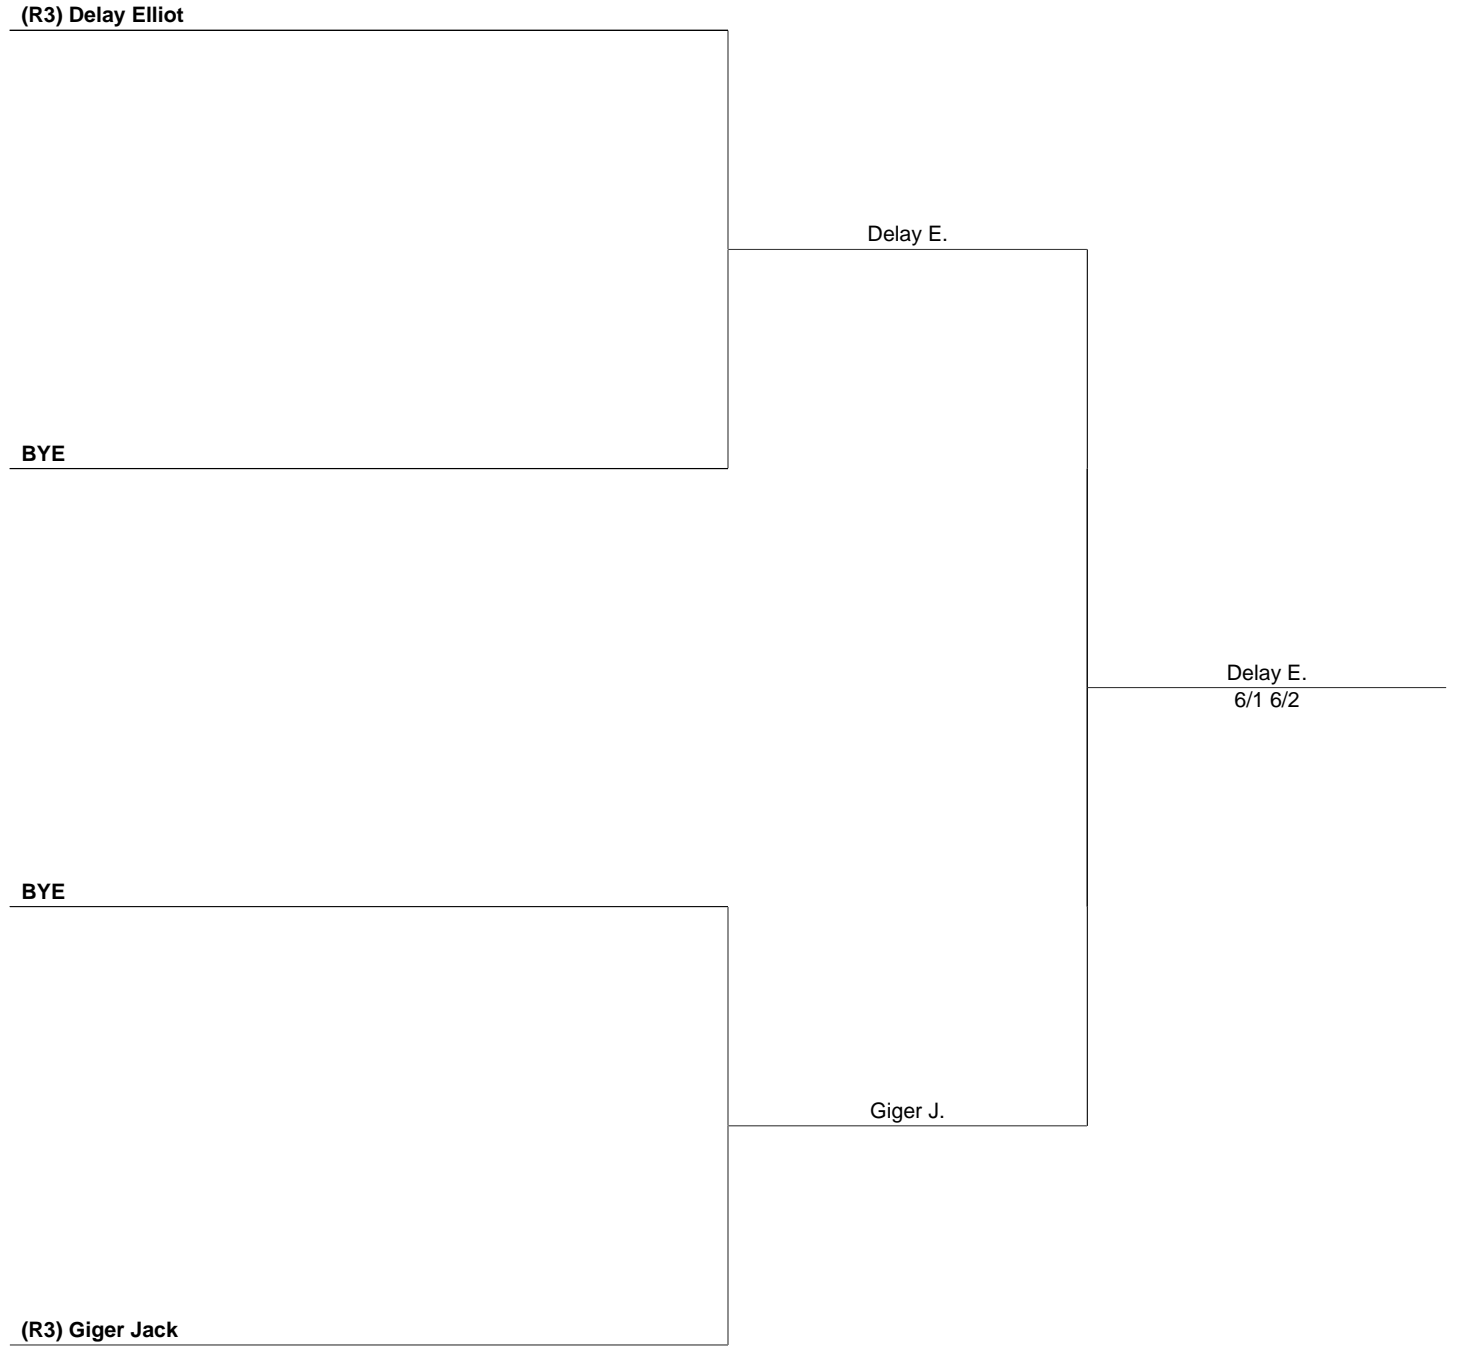 (R3) Delay Elliot
Delay E.
BYE
Delay E.
6/1 6/2
BYE
Giger J.
(R3) Giger Jack